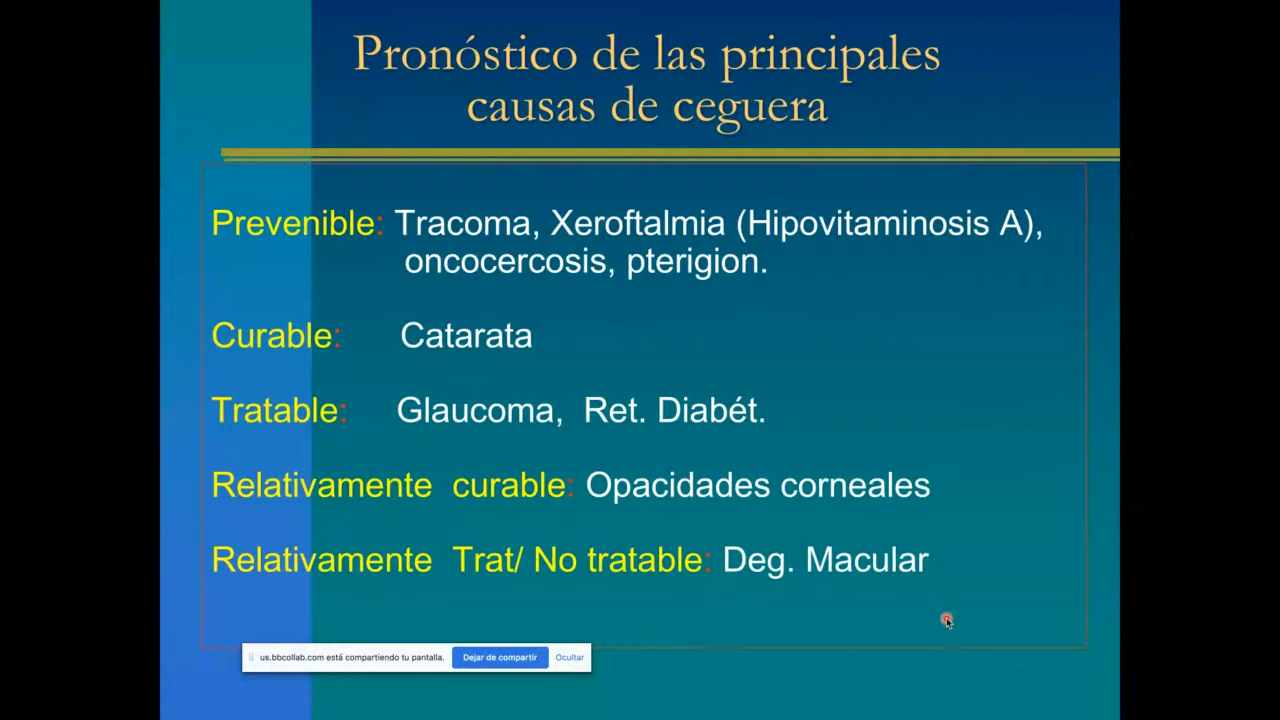 Pronóstico de las principales
causas de ceguera
Prevenible: Tracoma, Xeroftalmia (Hipovitaminosis A),
oncocercosis, pterigion.
Curable: Catarata
Tratable: Glaucoma, Ret. Diabét.
Relativamente curable: Opacidades corneales
Relativamente Trat/ No tratable: Deg. Macular
us.bbcollab.com está compartiendo tu pantalla. Dejar de compartir Ocultar